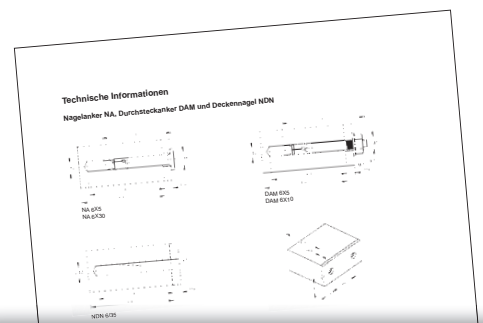 Technische Informationen
Nagelanker NA, Durchsteckanker DAM und Deckennagel NDN
NA 6X5
NA 6X30
DAM 6X5
DAM 6X10
NDN 6/35